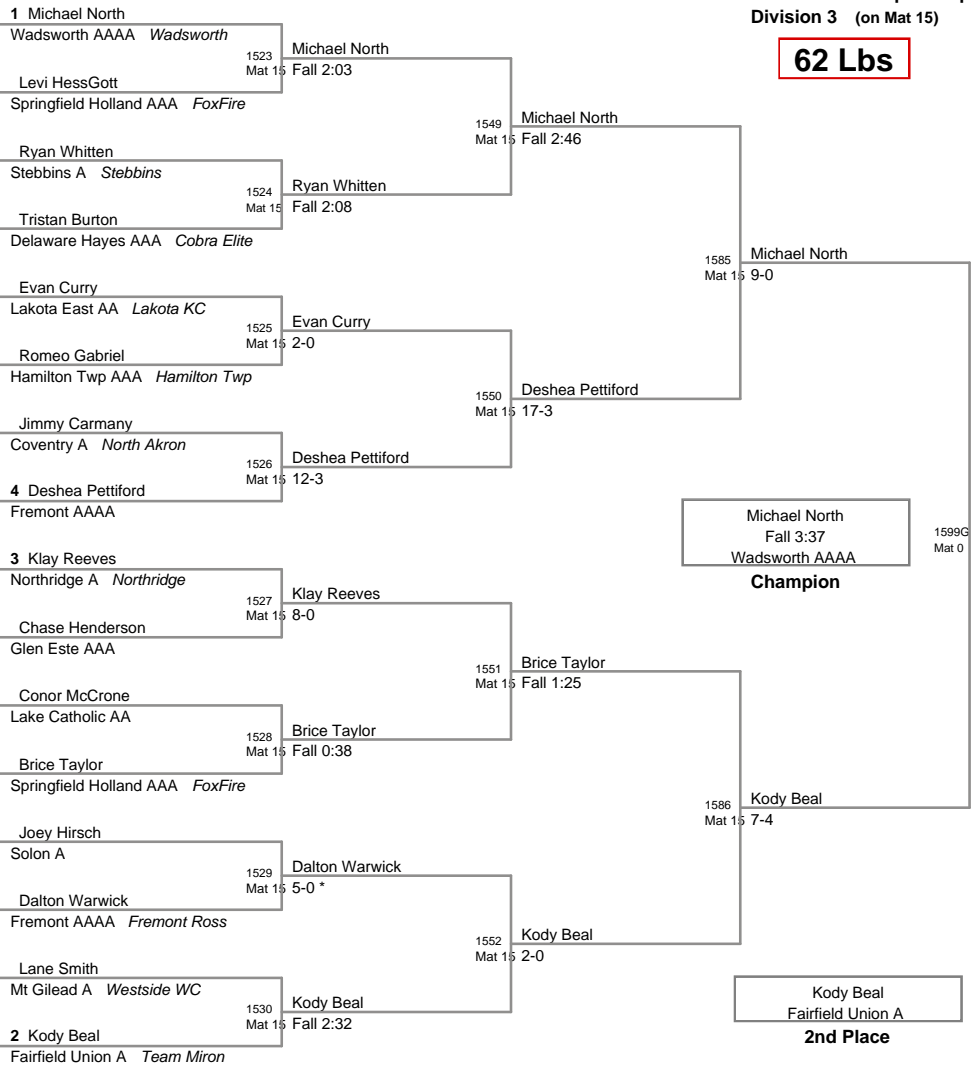 Division 3 (on Mat 15)
62 Lbs
1 Michael North
Wadsworth AAAA Wadsworth
1523 Michael North
Mat 15 Fall 2:03
Levi HessGott
Springfield Holland AAA FoxFire
1549 Michael North
Mat 15 Fall 2:46
Ryan Whitten
Stebbins A Stebbins
1524 Ryan Whitten
Mat 15 Fall 2:08
Tristan Burton
Delaware Hayes AAA Cobra Elite
1585 Michael North
Mat 15 9-0
Evan Curry
Lakota East AA Lakota KC
1525 Evan Curry
Mat 15 2-0
Romeo Gabriel
Hamilton Twp AAA Hamilton Twp
1550 Deshea Pettiford
Mat 15 17-3
Jimmy Carmany
Coventry A North Akron
1526 Deshea Pettiford
Mat 15 12-3
4 Deshea Pettiford
Fremont AAAA
Michael North
Fall 3:37
Wadsworth AAAA
Champion
1599G
Mat 0
3 Klay Reeves
Northridge A Northridge
1527 Klay Reeves
Mat 15 8-0
Chase Henderson
Glen Este AAA
1551 Brice Taylor
Mat 15 Fall 1:25
Conor McCrone
Lake Catholic AA
1528 Brice Taylor
Mat 15 Fall 0:38
Brice Taylor
Springfield Holland AAA FoxFire
1586 Kody Beal
Mat 15 7-4
Joey Hirsch
Solon A
1529 Dalton Warwick
Mat 15 5-0 *
Dalton Warwick
Fremont AAAA Fremont Ross
1552 Kody Beal
Mat 15 2-0
Lane Smith
Mt Gilead A Westside WC
1530 Kody Beal
Mat 15 Fall 2:32
2 Kody Beal
Fairfield Union A Team Miron
Kody Beal
Fairfield Union A
2nd Place